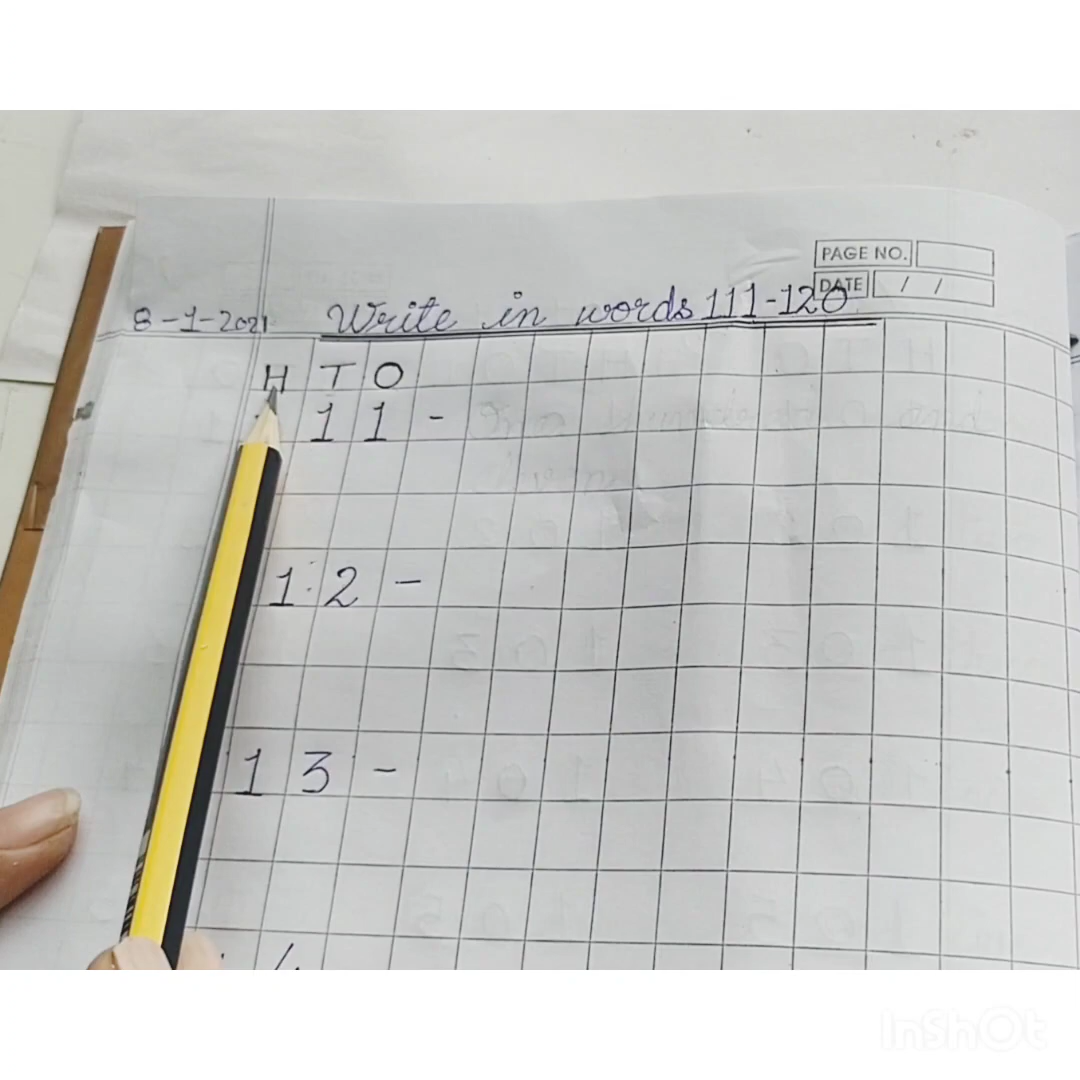 PAGE NO.
DATE / /
8-1-2021 Write in words 111-120
H T O
1 1 -
1 2 -
1 3 -
InShOt